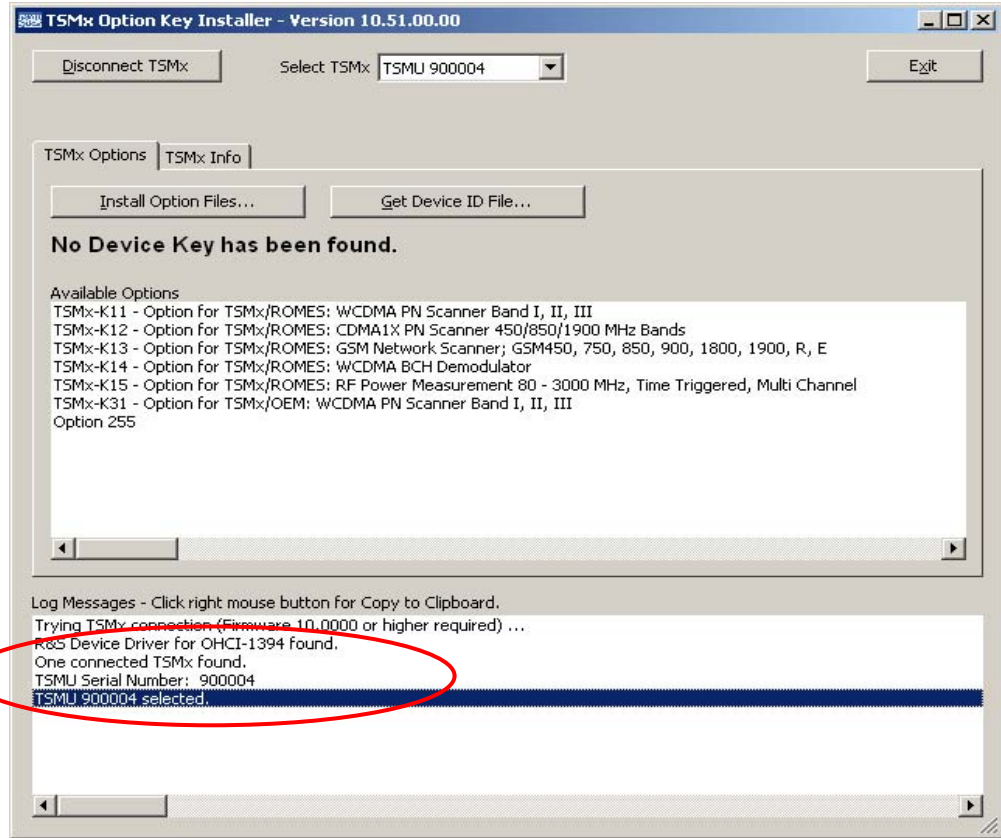 TSMx Option Key Installer - Version 10.51.00.00
Disconnect TSMx Select TSMx TSMU 900004 Exit
TSMx Options TSMx Info
Install Option Files... Get Device ID File...
No Device Key has been found.
Available Options
TSMx-K11 - Option for TSMx/ROMES: WCDMA PN Scanner Band I, II, III
TSMx-K12 - Option for TSMx/ROMES: CDMA1X PN Scanner 450/850/1900 MHz Bands
TSMx-K13 - Option for TSMx/ROMES: GSM Network Scanner; GSM450, 750, 850, 900, 1800, 1900, R, E
TSMx-K14 - Option for TSMx/ROMES: WCDMA BCH Demodulator
TSMx-K15 - Option for TSMx/ROMES: RF Power Measurement 80 - 3000 MHz, Time Triggered, Multi Channel
TSMx-K31 - Option for TSMx/OEM: WCDMA PN Scanner Band I, II, III
Option 255
Log Messages - Click right mouse button for Copy to Clipboard.
Trying TSMx connection (Firmware 10.0000 or higher required) ...
R&S Device Driver for OHCI-1394 found.
One connected TSMx found.
TSMU Serial Number: 900004
TSMU 900004 selected.